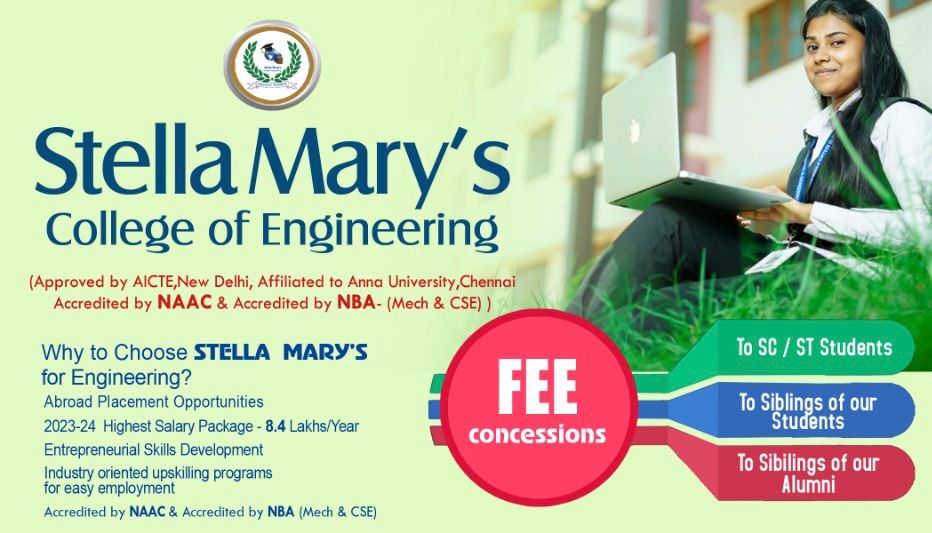 Stella Mary's
College of Engineering
(Approved by AICTE,New Delhi, Affiliated to Anna University,Chennai
Accredited by NAAC & Accredited by NBA- (Mech & CSE) )
Why to Choose STELLA MARY'S
for Engineering?
Abroad Placement Opportunities
2023-24 Highest Salary Package - 8.4 Lakhs/Year
Entrepreneurial Skills Development
Industry oriented upskilling programs
for easy employment
Accredited by NAAC & Accredited by NBA (Mech & CSE)
FEE
concessions
To SC / ST Students
To Siblings of our
Students
To Sibilings of our
Alumni